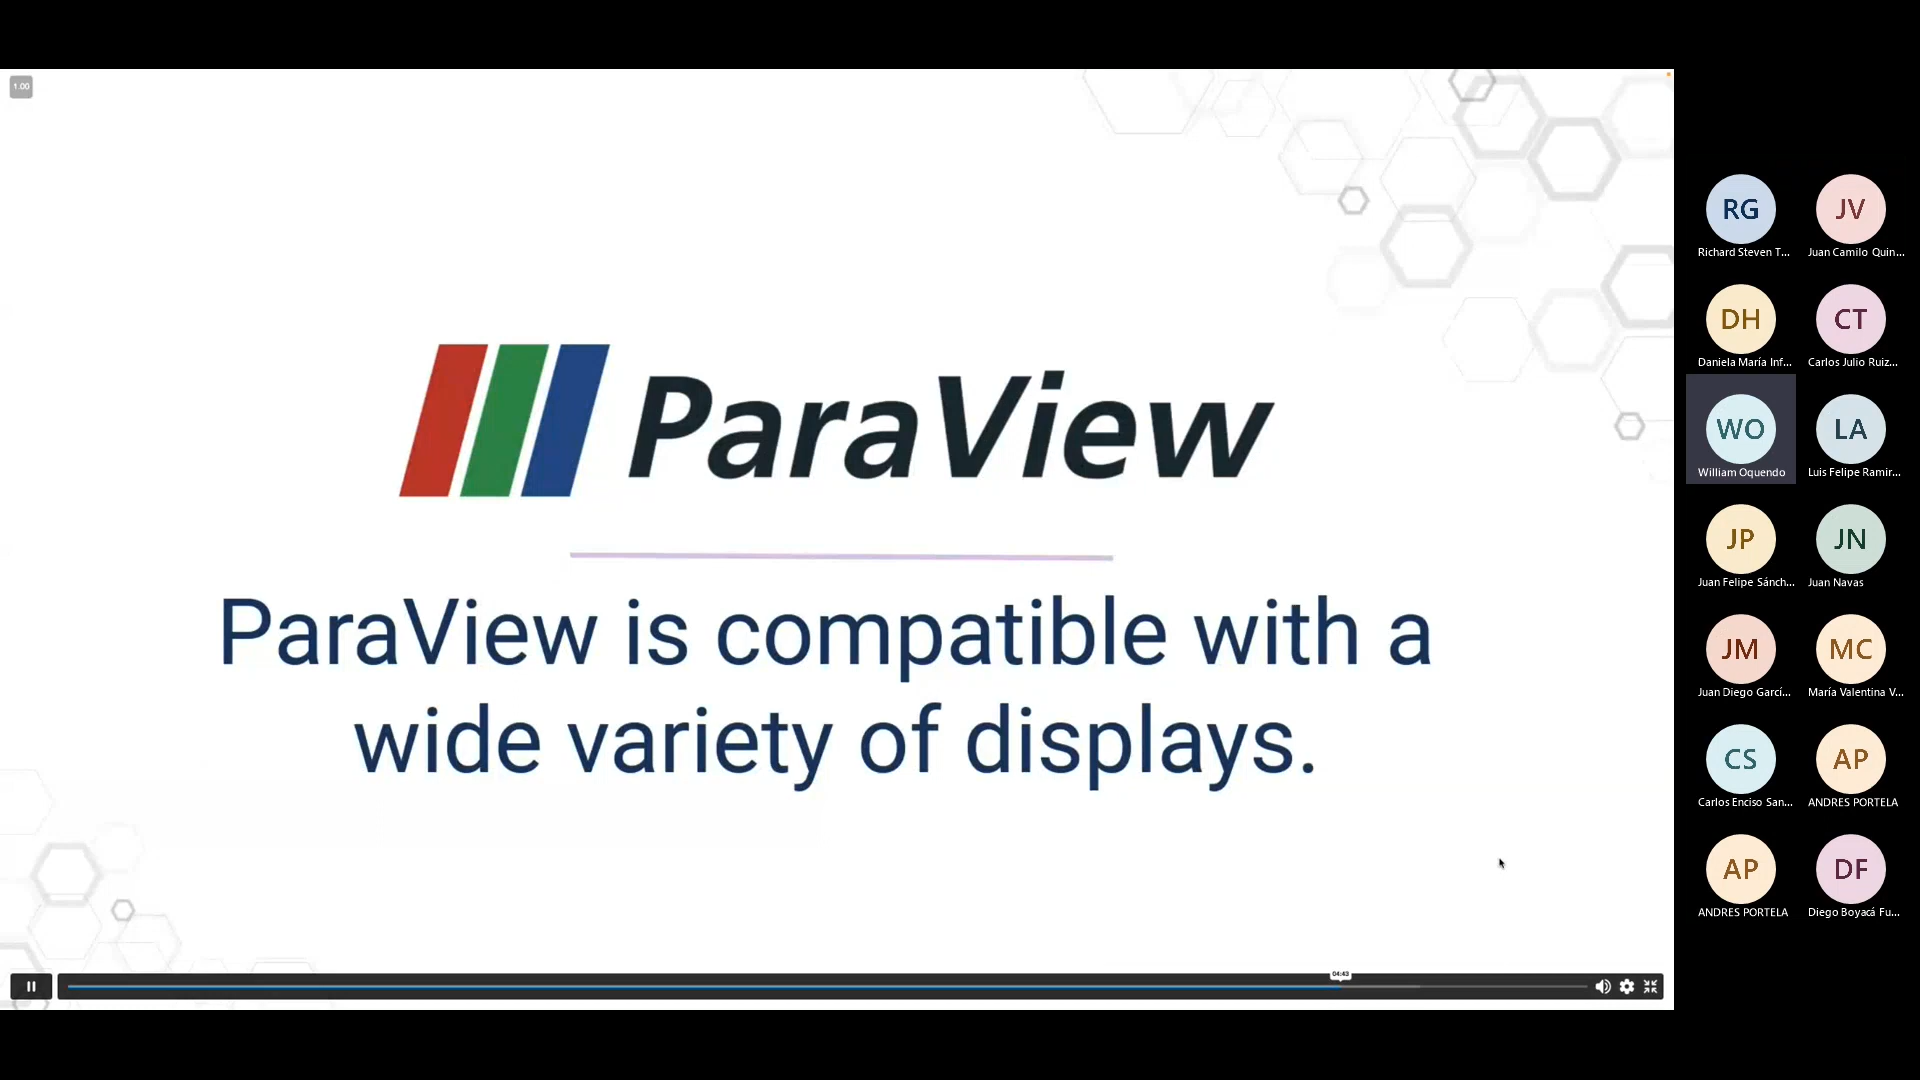 1.00
ParaView
ParaView is compatible with a
wide variety of displays.
04:43
RG
Richard Steven T...
JV
Juan Camilo Quin...
DH
Daniela María Inf...
CT
Carlos Julio Ruiz...
WO
William Oquendo
LA
Luis Felipe Ramir...
JP
Juan Felipe Sánch...
JN
Juan Navas
JM
Juan Diego Garcí...
MC
María Valentina V...
CS
Carlos Enciso San...
AP
ANDRES PORTELA
AP
ANDRES PORTELA
DF
Diego Boyacá Fu...